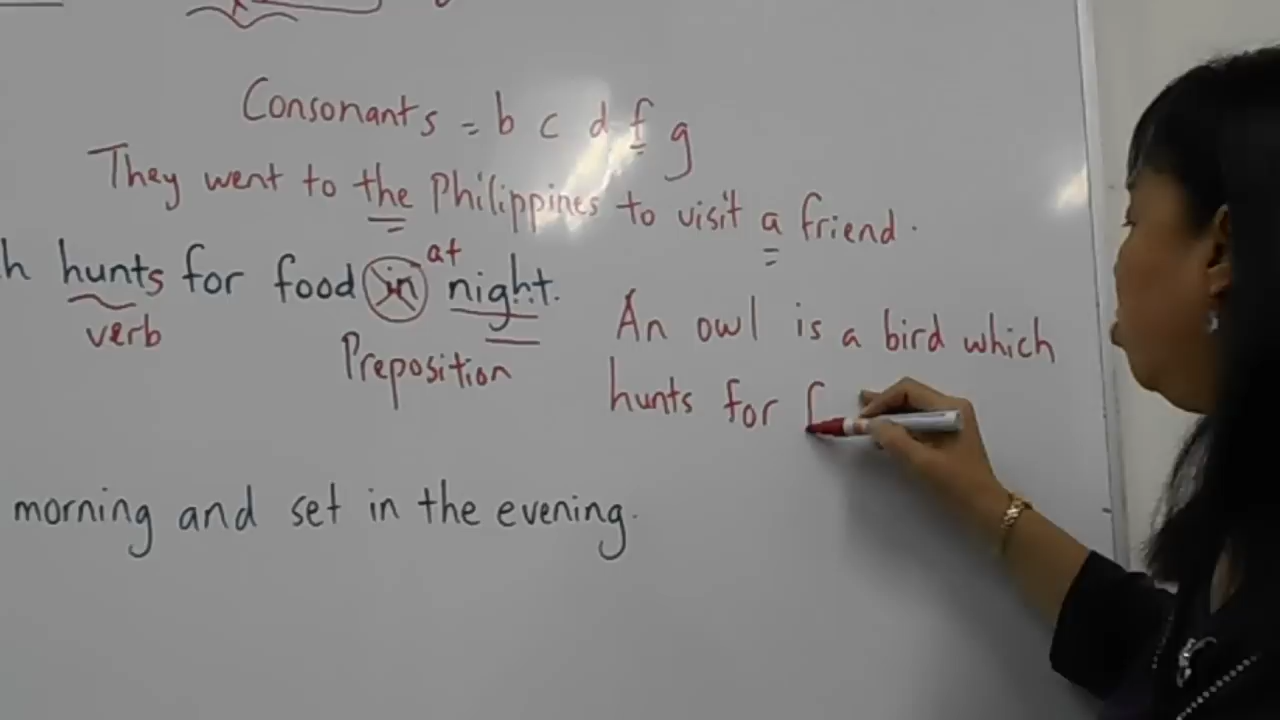 Consonants = b c d f g
They went to the Philippines to visit a friend.
h hunts for food in at night.
verb
Preposition
An owl is a bird which
hunts for f
morning and set in the evening.